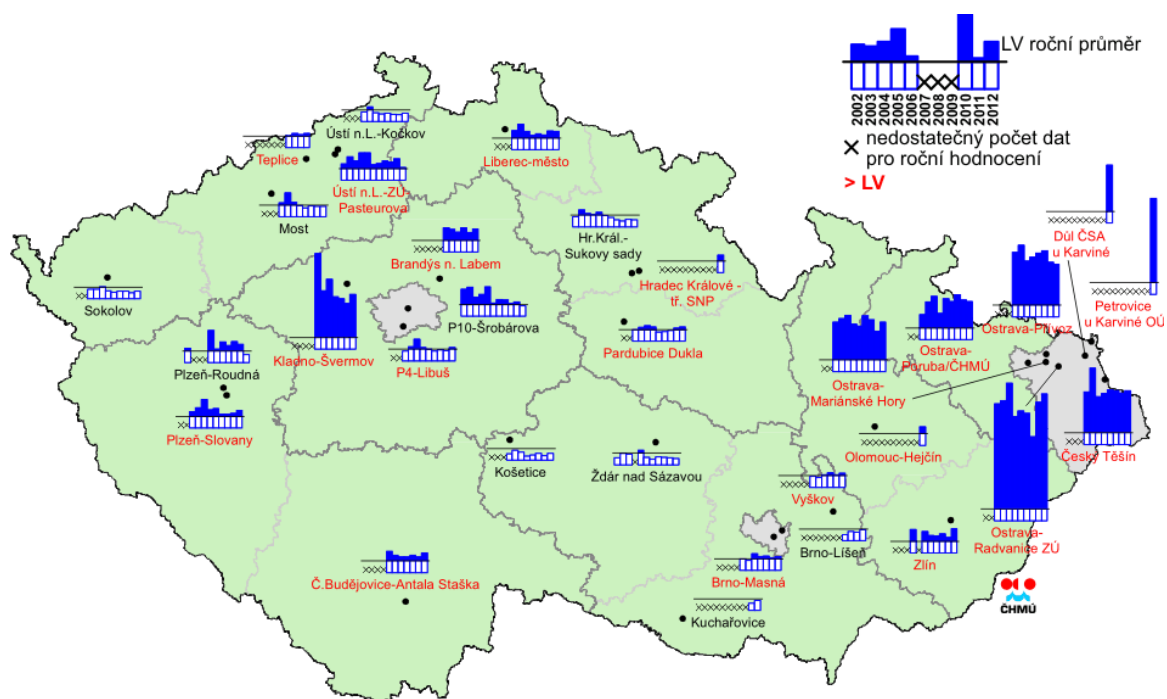 LV roční průměr
2002
2003
2004
2005
2006
2007
2008
2009
2010
2011
2012
nedostatečný počet dat
pro roční hodnocení
> LV
Ústí n.L.-Kočkov
Teplice
Liberec-město
Ústí n.L.-ZÚ-
Pasteurova
Most
Hr.Král.-
Sukovy sady
Důl ČSA
u Karviné
Brandýs n. Labem
Hradec Králové -
tř. SNP
Petrovice
u Karviné OÚ
Sokolov
P10-Šrobárova
Ostrava-Přívoz
Plzeň-Roudná
Kladno-Švermov
P4-Libuš
Pardubice Dukla
Ostrava-
Poruba/ČHMÚ
Ostrava-
Mariánské Hory
Plzeň-Slovany
Olomouc-Hejčín
Český Těšín
Košetice
Žďár nad Sázavou
Vyškov
Ostrava-
Radvanice ZÚ
Brno-Líšeň
Zlín
Č.Budějovice-Antala Staška
Brno-Masná
ČHMÚ
Kuchařovice